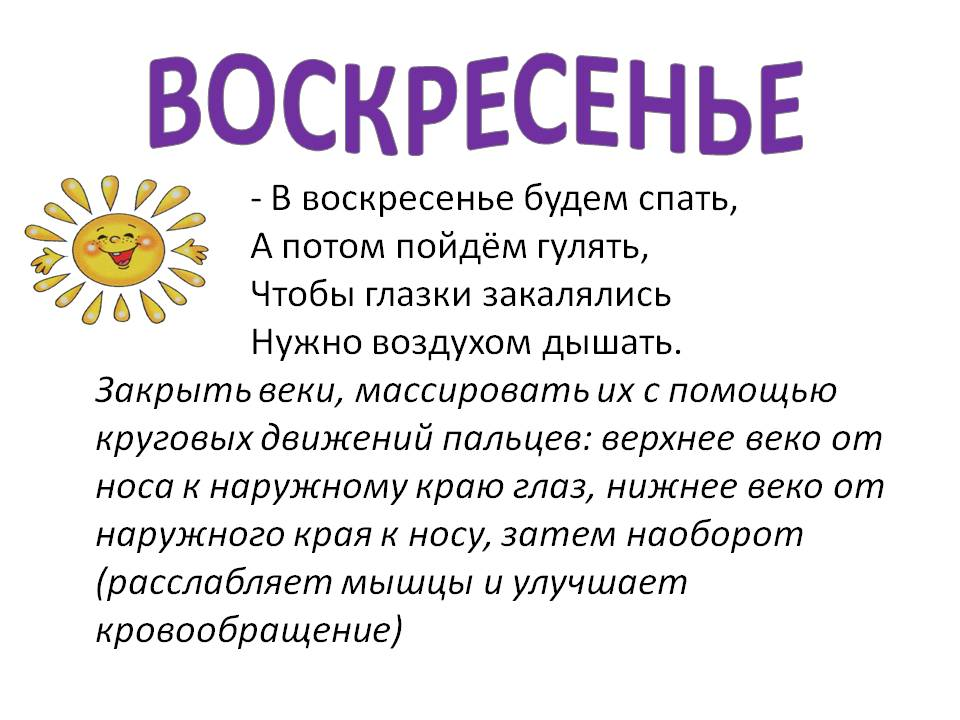 ВОСКРЕСЕНЬЕ
- В воскресенье будем спать,
А потом пойдём гулять,
Чтобы глазки закалялись
Нужно воздухом дышать.
Закрыть веки, массировать их с помощью
круговых движений пальцев: верхнее веко от
носа к наружному краю глаз, нижнее веко от
наружного края к носу, затем наоборот
(расслабляет мышцы и улучшает
кровообращение)